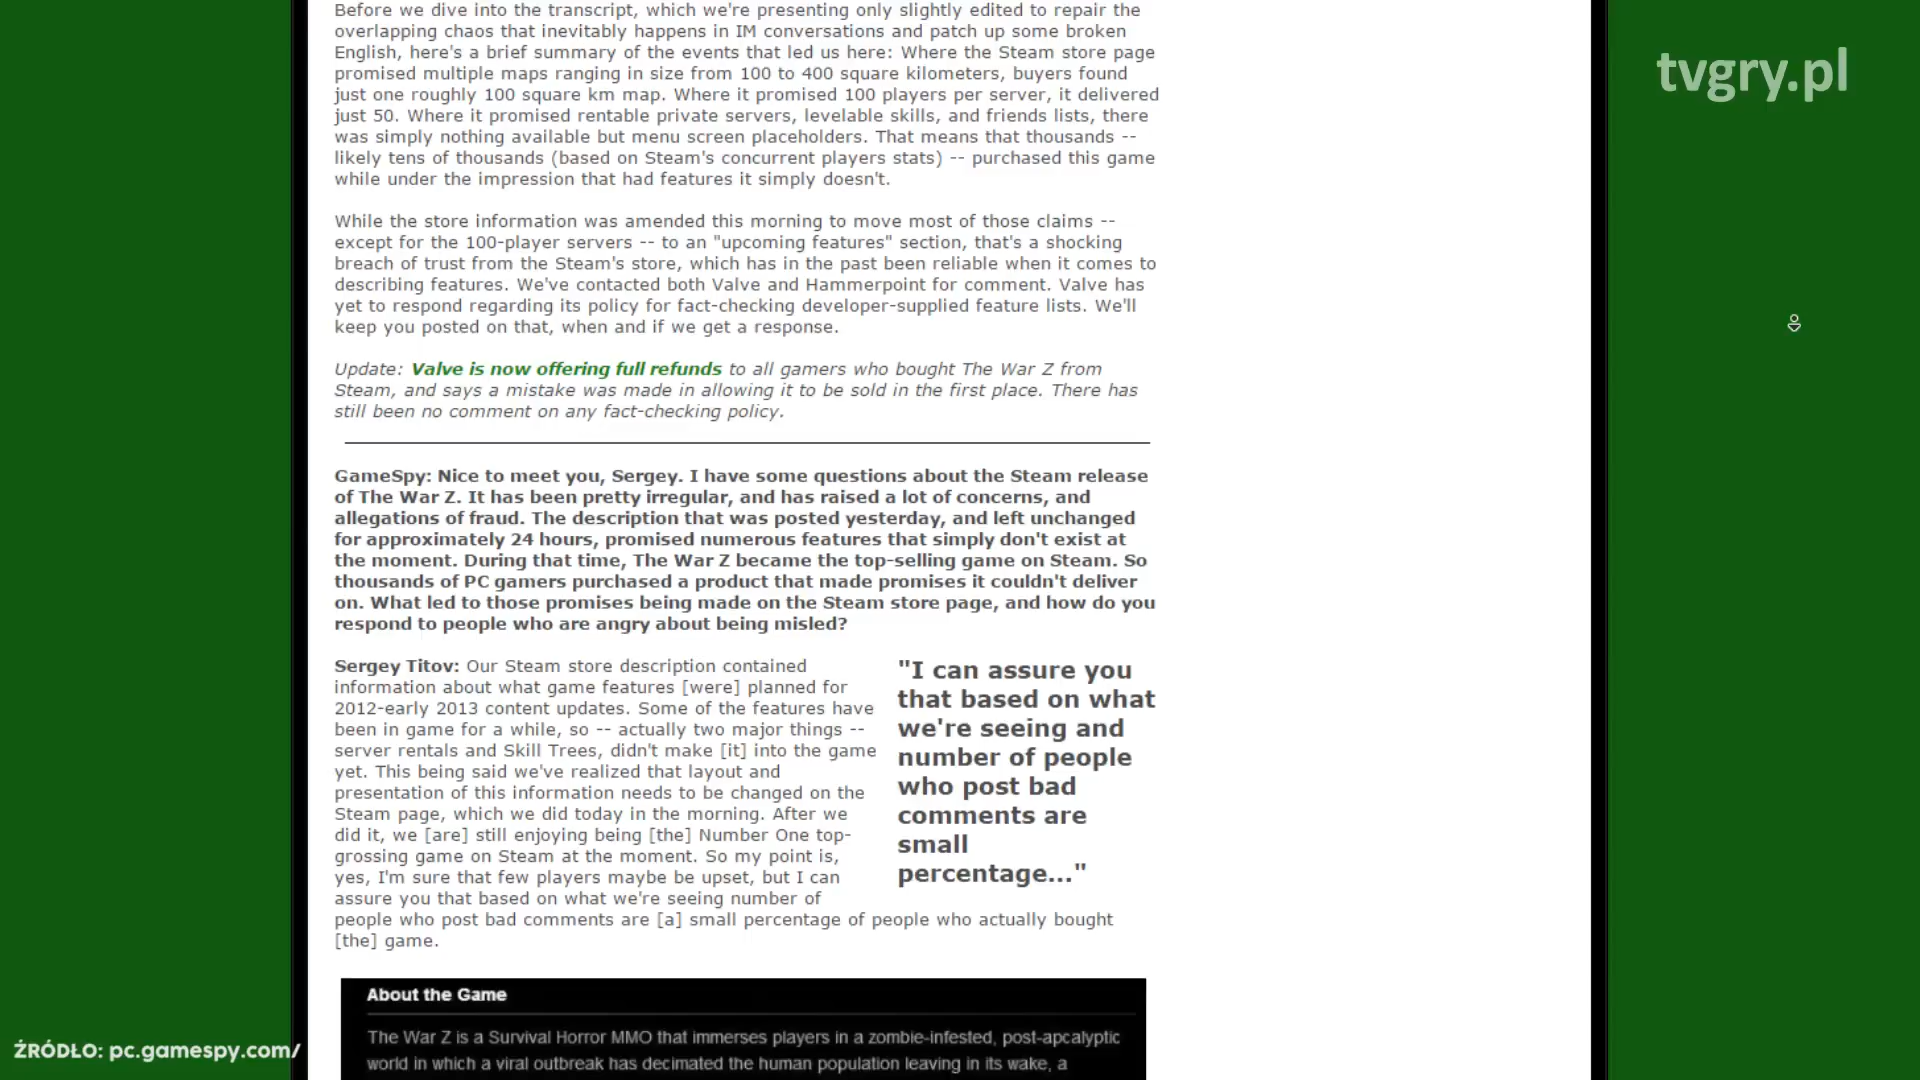 Before we dive into the transcript, which we're presenting only slightly edited to repair the
overlapping chaos that inevitably happens in IM conversations and patch up some broken
English, here's a brief summary of the events that led us here: Where the Steam store page
promised multiple maps ranging in size from 100 to 400 square kilometers, buyers found
just one roughly 100 square km map. Where it promised 100 players per server, it delivered
just 50. Where it promised rentable private servers, levelable skills, and friends lists, there
was simply nothing available but menu screen placeholders. That means that thousands --
likely tens of thousands (based on Steam's concurrent players stats) -- purchased this game
while under the impression that had features it simply doesn't.
While the store information was amended this morning to move most of those claims --
except for the 100-player servers -- to an "upcoming features" section, that's a shocking
breach of trust from the Steam's store, which has in the past been reliable when it comes to
describing features. We've contacted both Valve and Hammerpoint for comment. Valve has
yet to respond regarding its policy for fact-checking developer-supplied feature lists. We'll
keep you posted on that, when and if we get a response.
Update: Valve is now offering full refunds to all gamers who bought The War Z from
Steam, and says a mistake was made in allowing it to be sold in the first place. There has
still been no comment on any fact-checking policy.
GameSpy: Nice to meet you, Sergey. I have some questions about the Steam release
of The War Z. It has been pretty irregular, and has raised a lot of concerns, and
allegations of fraud. The description that was posted yesterday, and left unchanged
for approximately 24 hours, promised numerous features that simply don't exist at
the moment. During that time, The War Z became the top-selling game on Steam. So
thousands of PC gamers purchased a product that made promises it couldn't deliver
on. What led to those promises being made on the Steam store page, and how do you
respond to people who are angry about being misled?
Sergey Titov: Our Steam store description contained
information about what game features [were] planned for
2012-early 2013 content updates. Some of the features have
been in game for a while, so -- actually two major things --
server rentals and Skill Trees, didn't make [it] into the game
yet. This being said we've realized that layout and
presentation of this information needs to be changed on the
Steam page, which we did today in the morning. After we
did it, we [are] still enjoying being [the] Number One top-
grossing game on Steam at the moment. So my point is,
yes, I'm sure that few players maybe be upset, but I can
assure you that based on what we're seeing number of
people who post bad comments are [a] small percentage of people who actually bought
[the] game.
"I can assure you
that based on what
we're seeing and
number of people
who post bad
comments are
small
percentage..."
About the Game
The War Z is a Survival Horror MMO that immerses players in a zombie-infested, post-apcalyptic
world in which a viral outbreak has decimated the human population leaving in its wake, a
tvgry.pl
ŹRÓDŁO: pc.gamespy.com/